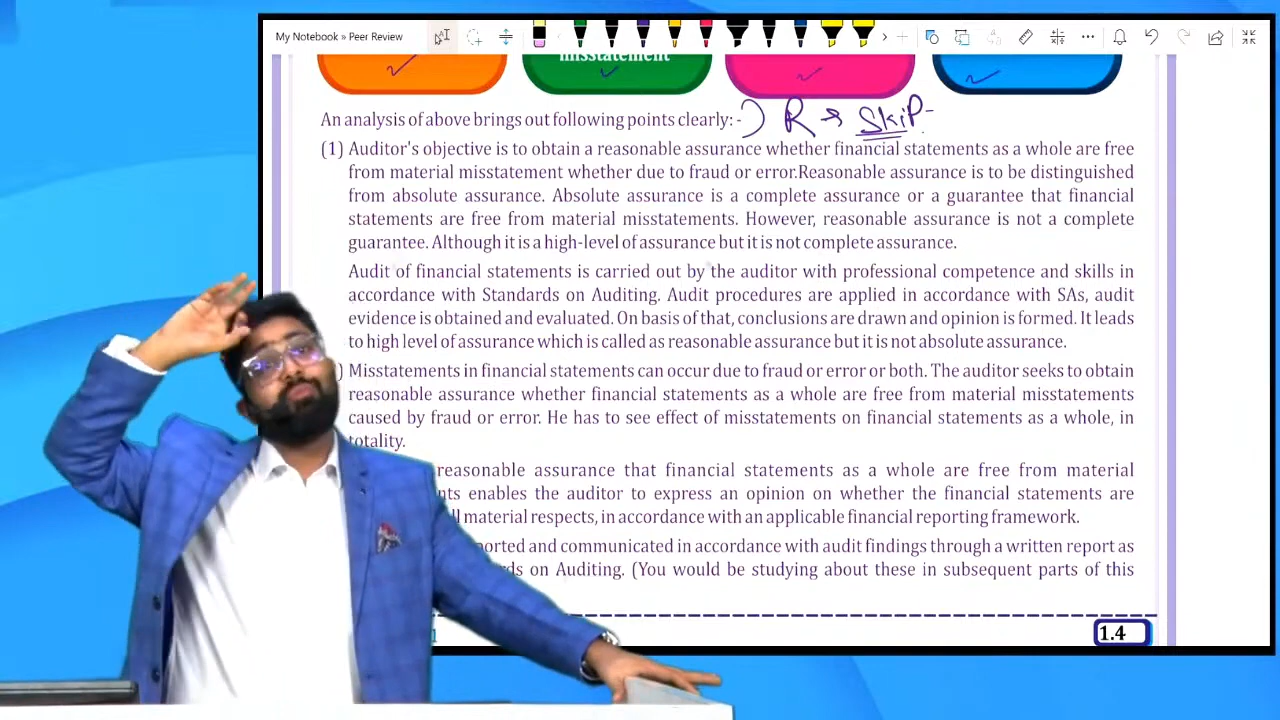 My Notebook » Peer Review
misstatement
An analysis of above brings out following points clearly: - R → Skip
(1) Auditor's objective is to obtain a reasonable assurance whether financial statements as a whole are free
from material misstatement whether due to fraud or error.Reasonable assurance is to be distinguished
from absolute assurance. Absolute assurance is a complete assurance or a guarantee that financial
statements are free from material misstatements. However, reasonable assurance is not a complete
guarantee. Although it is a high-level of assurance but it is not complete assurance.
Audit of financial statements is carried out by the auditor with professional competence and skills in
accordance with Standards on Auditing. Audit procedures are applied in accordance with SAs, audit
evidence is obtained and evaluated. On basis of that, conclusions are drawn and opinion is formed. It leads
to high level of assurance which is called as reasonable assurance but it is not absolute assurance.
) Misstatements in financial statements can occur due to fraud or error or both. The auditor seeks to obtain
reasonable assurance whether financial statements as a whole are free from material misstatements
caused by fraud or error. He has to see effect of misstatements on financial statements as a whole, in
totality.
reasonable assurance that financial statements as a whole are free from material
nts enables the auditor to express an opinion on whether the financial statements are
ll material respects, in accordance with an applicable financial reporting framework.
ported and communicated in accordance with audit findings through a written report as
rds on Auditing. (You would be studying about these in subsequent parts of this
1
1.4